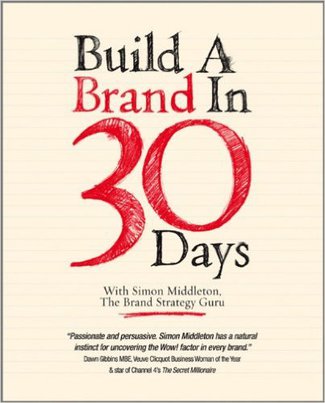 Build A
Brand In
30
Days
With Simon Middleton,
The Brand Strategy Guru
"Passionate and persuasive. Simon Middleton has a natural
instinct for uncovering the Wow! factor in every brand."
Dawn Gibbins MBE, Veuve Clicquot Business Woman of the Year
& star of Channel 4's The Secret Millionaire